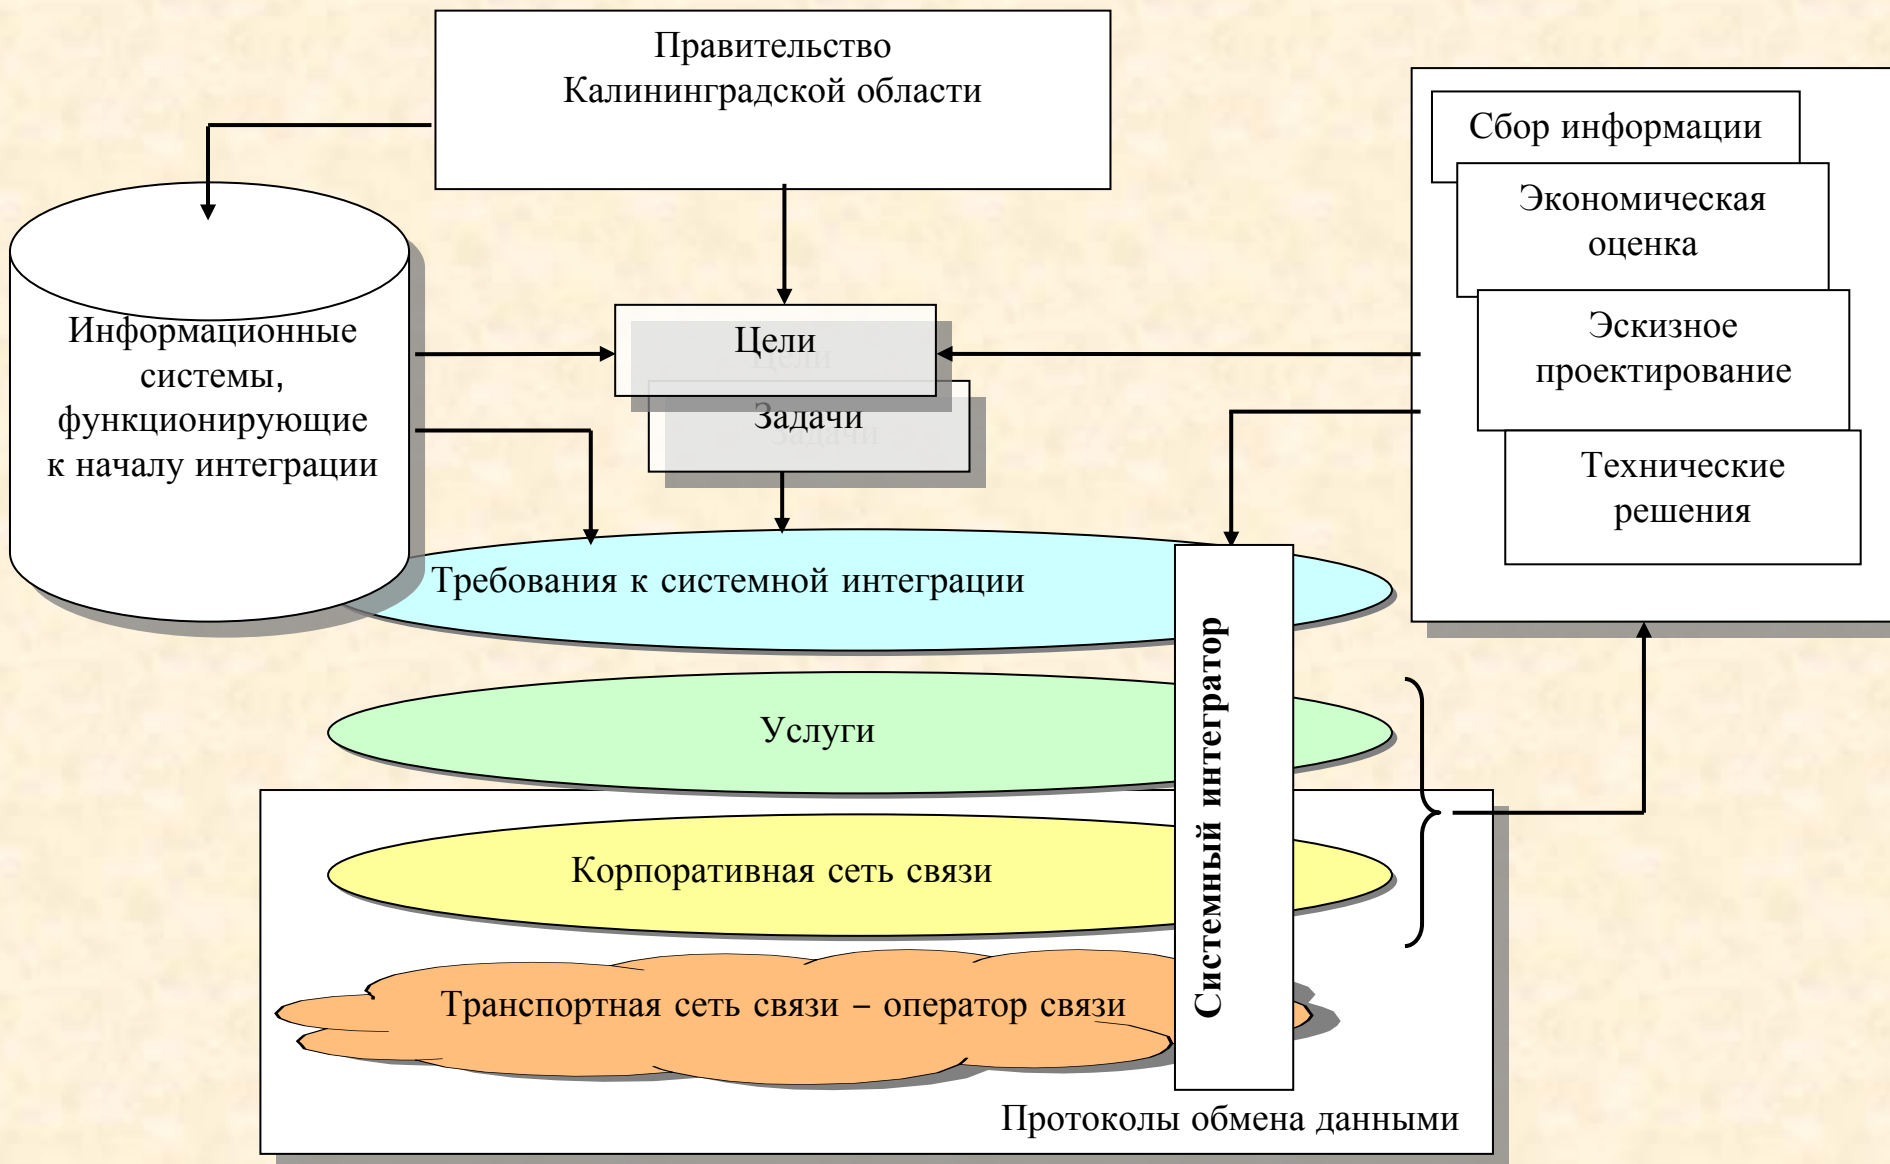 Правительство
Калининградской области
Сбор информации
Экономическая
оценка
Эскизное
проектирование
Технические
решения
Информационные
системы,
функционирующие
к началу интеграции
Цели
Задачи
Требования к системной интеграции
Услуги
Корпоративная сеть связи
Транспортная сеть связи – оператор связи
Системный интегратор
Протоколы обмена данными